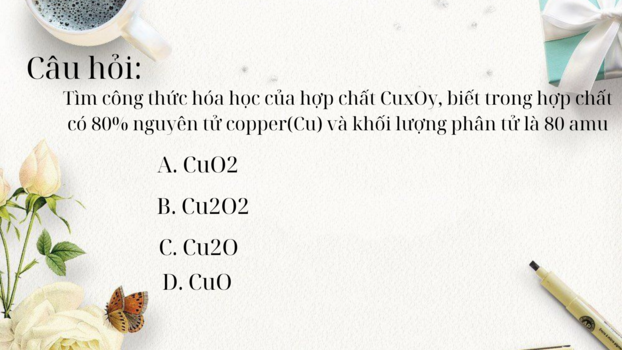 Câu hỏi:
Tìm công thức hóa học của hợp chất CuxOy, biết trong hợp chất
có 80% nguyên tử copper(Cu) và khối lượng phân tử là 80 amu
A. CuO2
B. Cu2O2
C. Cu2O
D. CuO